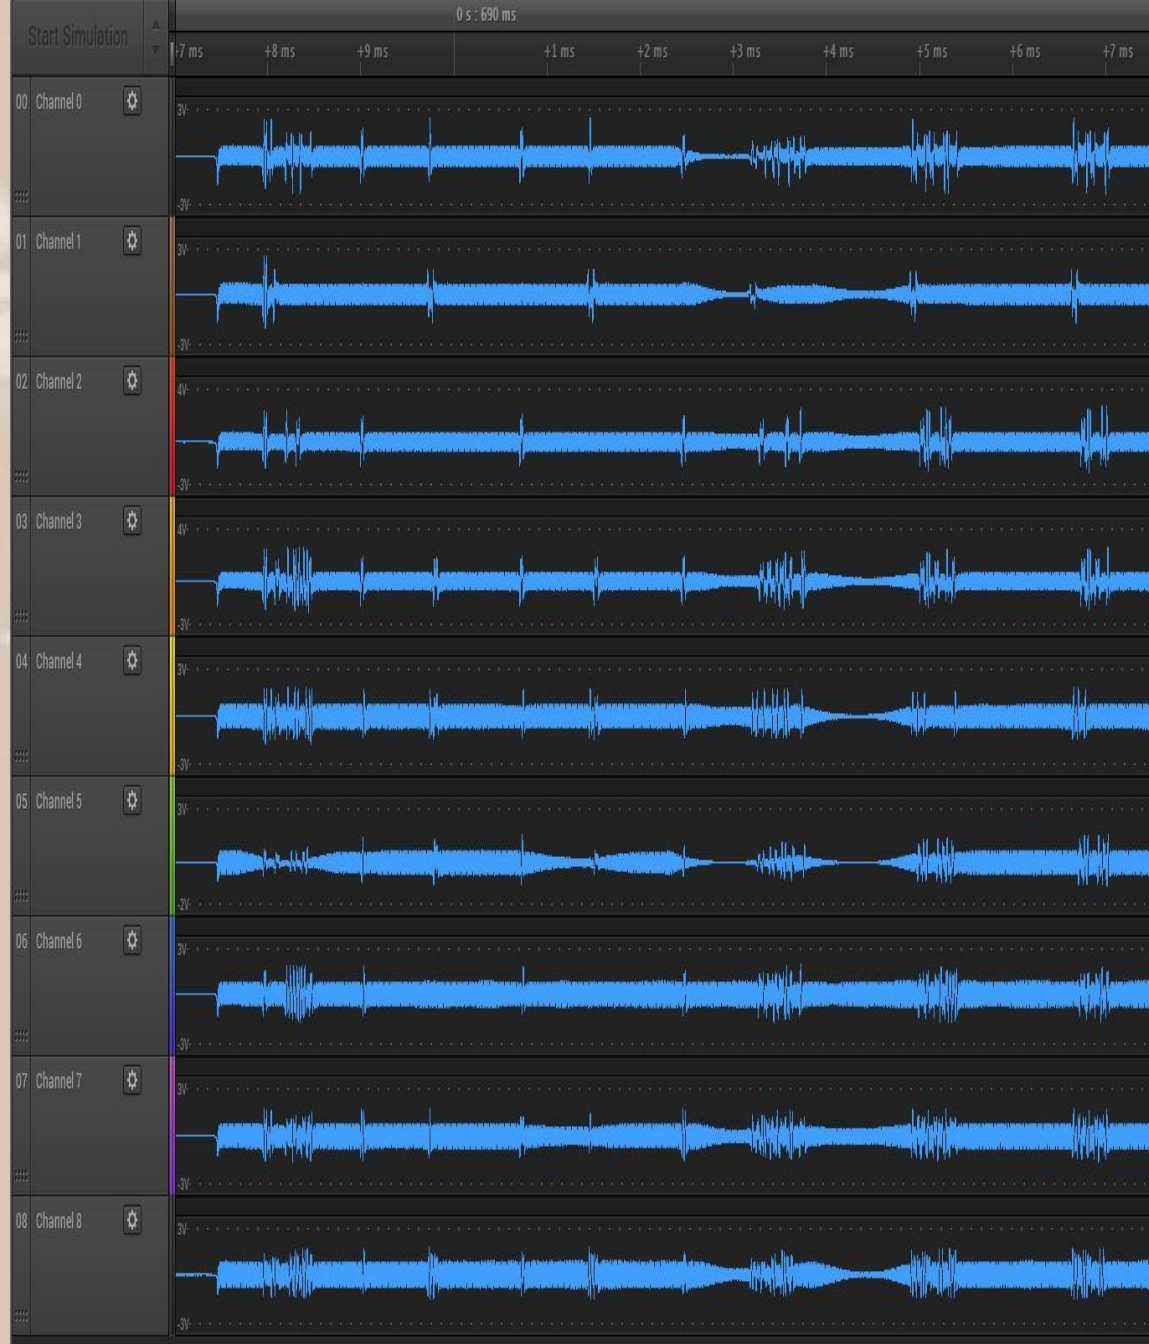 0 s : 690 ms
Start Simulation
+7 ms +8 ms +9 ms +1 ms +2 ms +3 ms +4 ms +5 ms +6 ms +7 ms
00 Channel 0
3V
-3V
01 Channel 1
3V
-3V
02 Channel 2
4V
-3V
03 Channel 3
4V
-3V
04 Channel 4
3V
-3V
05 Channel 5
3V
-2V
06 Channel 6
3V
-3V
07 Channel 7
3V
-3V
08 Channel 8
3V
-3V